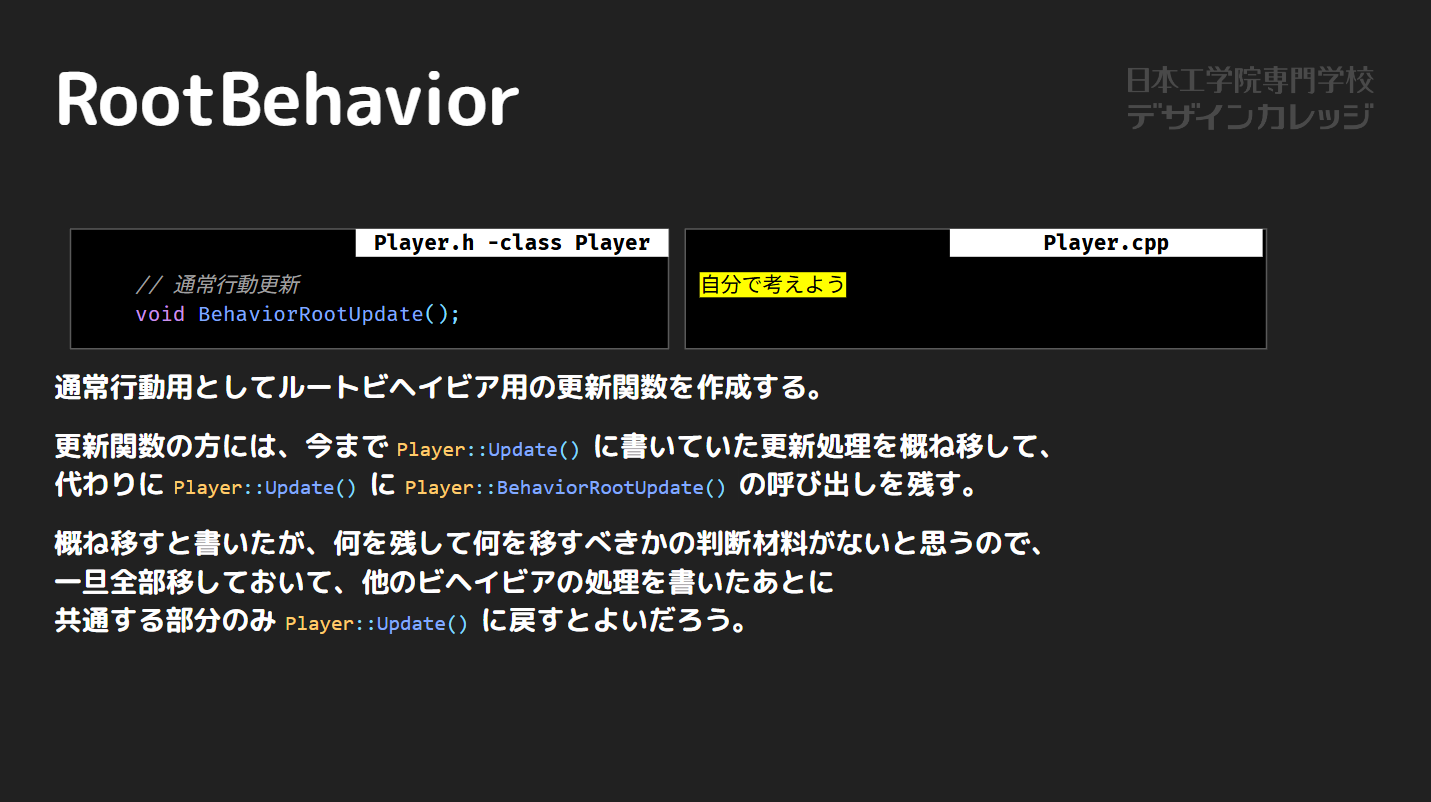 RootBehavior
日本工学院専門学校
デザインカレッジ
Player.h -class Player
// 通常行動更新
void BehaviorRootUpdate();
Player.cpp
自分で考えよう
通常行動用としてルートビヘイビア用の更新関数を作成する。
更新関数の方には、今まで Player::Update() に書いていた更新処理を概ね移して、
代わりに Player::Update() に Player::BehaviorRootUpdate() の呼び出しを残す。
概ね移すと書いたが、何を残して何を移すべきかの判断材料がないと思うので、
一旦全部移しておいて、他のビヘイビアの処理を書いたあとに
共通する部分のみ Player::Update() に戻すとよいだろう。